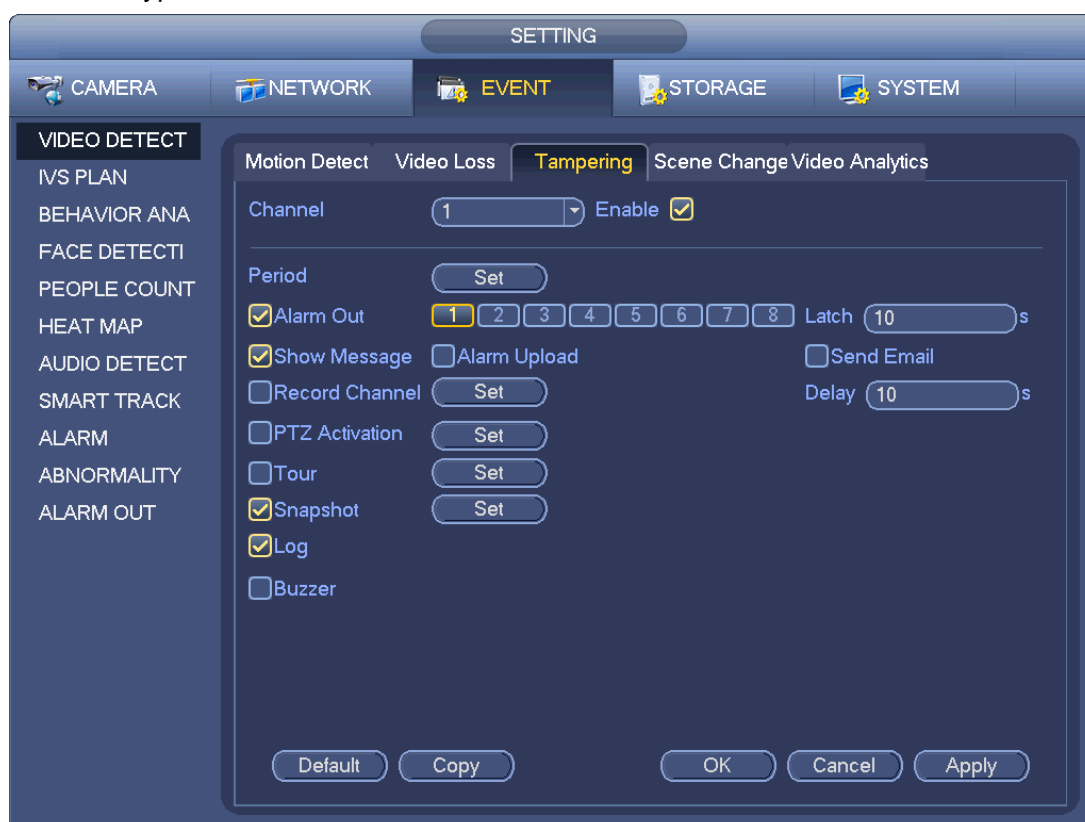 SETTING
CAMERA NETWORK EVENT STORAGE SYSTEM
VIDEO DETECT
IVS PLAN
BEHAVIOR ANA
FACE DETECTI
PEOPLE COUNT
HEAT MAP
AUDIO DETECT
SMART TRACK
ALARM
ABNORMALITY
ALARM OUT
Motion Detect Video Loss Tampering Scene Change Video Analytics
Channel 1 Enable
Period Set
Alarm Out 1 2 3 4 5 6 7 8 Latch 10 s
Show Message Alarm Upload Send Email
Record Channel Set Delay 10 s
PTZ Activation Set
Tour Set
Snapshot Set
Log
Buzzer
Default Copy OK Cancel Apply